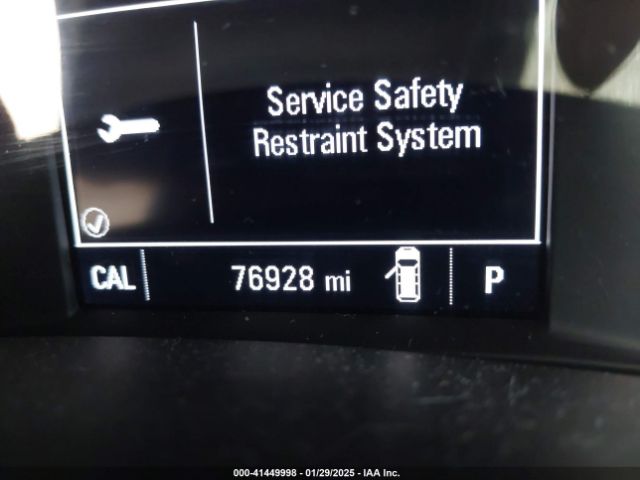 Service Safety
Restraint System
CAL 76928 mi P
000-41449998 - 01/29/2025 - IAA Inc.